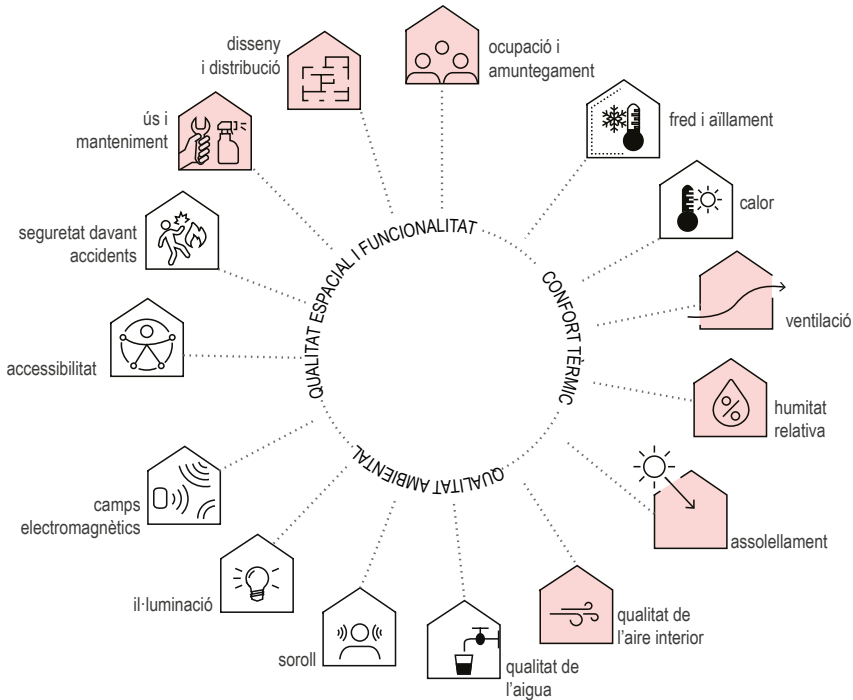 disseny
i distribució
ocupació i
amuntegament
ús i
manteniment
fred i aïllament
calor
seguretat davant
accidents
ventilació
accessibilitat
humitat
relativa
camps
electromagnètics
assolellament
il·luminació
qualitat de
l'aire interior
soroll
qualitat de
l'aigua
QUALITAT ESPACIAL I FUNCIONALITAT
CONFORT TÈRMIC
QUALITAT AMBIENTAL
%